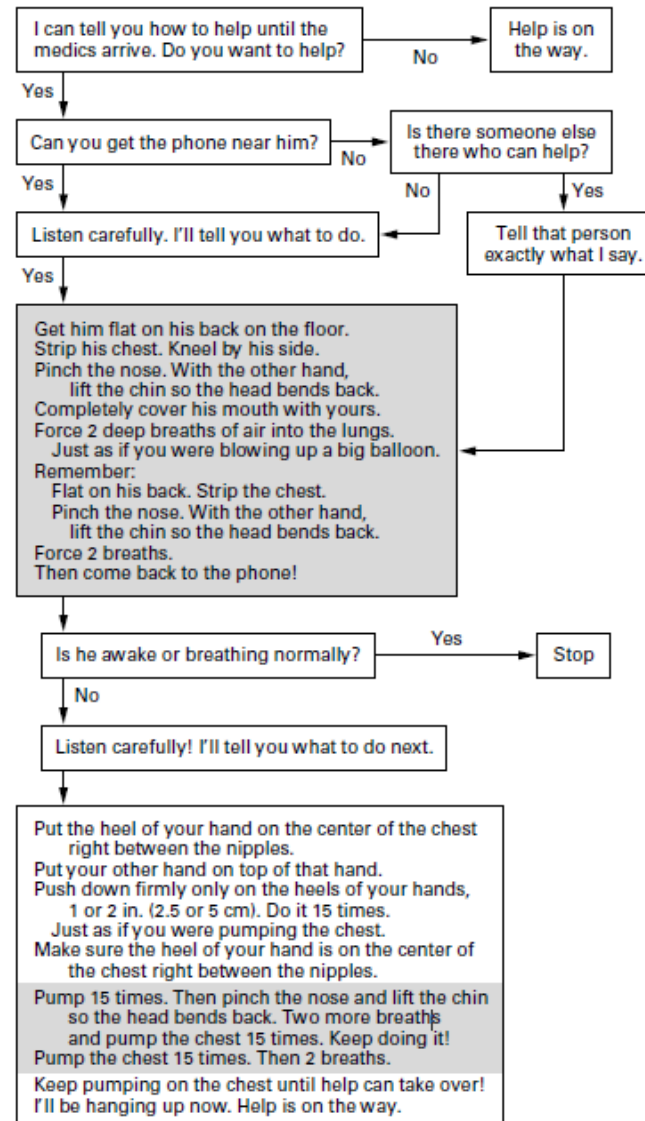 I can tell you how to help until the
medics arrive. Do you want to help?
No
Help is on
the way.
Yes
Can you get the phone near him?
No
Is there someone else
there who can help?
Yes
No
Yes
Listen carefully. I'll tell you what to do.
Tell that person
exactly what I say.
Yes
Get him flat on his back on the floor.
Strip his chest. Kneel by his side.
Pinch the nose. With the other hand,
lift the chin so the head bends back.
Completely cover his mouth with yours.
Force 2 deep breaths of air into the lungs.
Just as if you were blowing up a big balloon.
Remember:
Flat on his back. Strip the chest.
Pinch the nose. With the other hand,
lift the chin so the head bends back.
Force 2 breaths.
Then come back to the phone!
Is he awake or breathing normally?
Yes
Stop
No
Listen carefully! I'll tell you what to do next.
Put the heel of your hand on the center of the chest
right between the nipples.
Put your other hand on top of that hand.
Push down firmly only on the heels of your hands,
1 or 2 in. (2.5 or 5 cm). Do it 15 times.
Just as if you were pumping the chest.
Make sure the heel of your hand is on the center of
the chest right between the nipples.
Pump 15 times. Then pinch the nose and lift the chin
so the head bends back. Two more breaths
and pump the chest 15 times. Keep doing it!
Pump the chest 15 times. Then 2 breaths.
Keep pumping on the chest until help can take over!
I'll be hanging up now. Help is on the way.